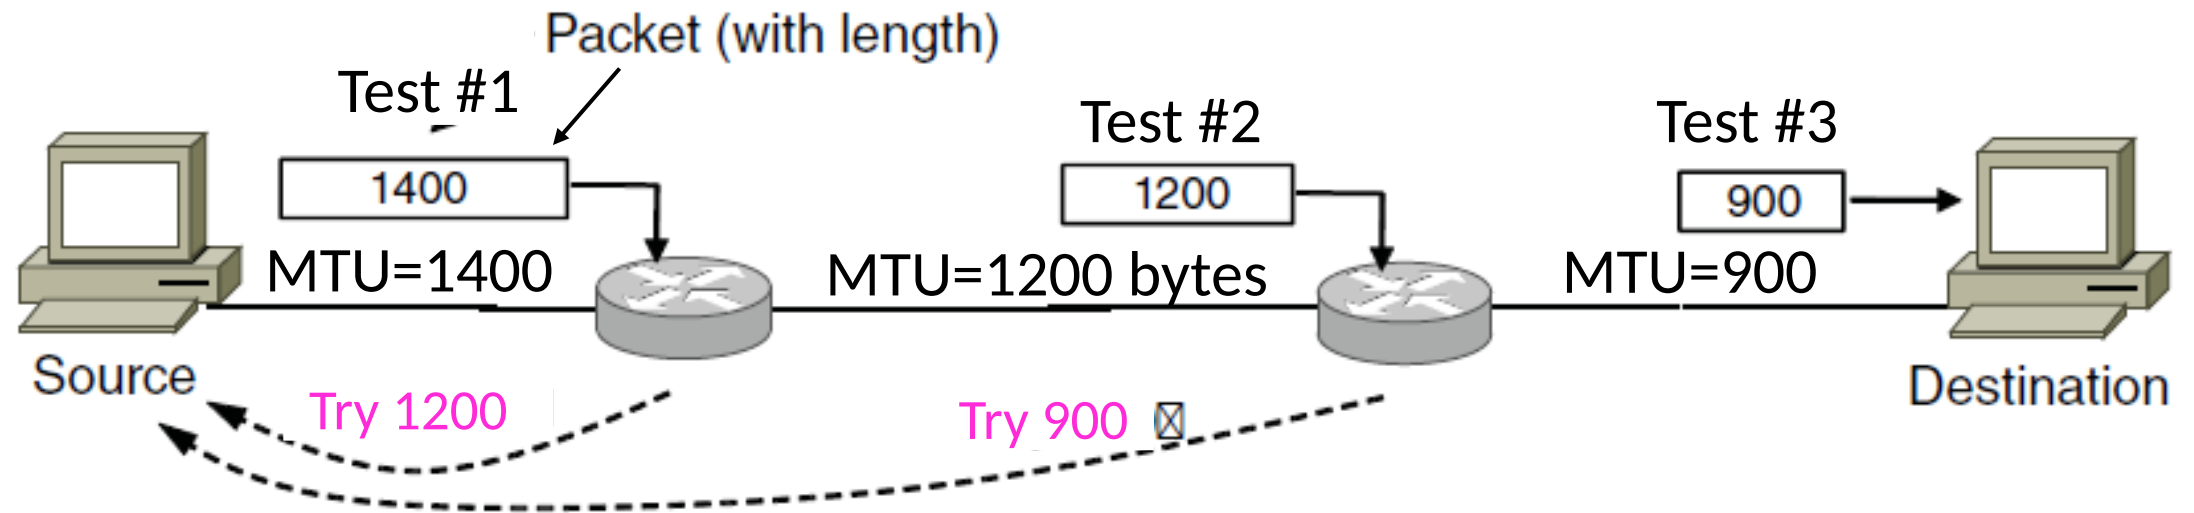 Packet (with length)
Test #1
Test #2
Test #3
1400
1200
900
MTU=1400
MTU=1200 bytes
MTU=900
Source
Destination
Try 1200
Try 900